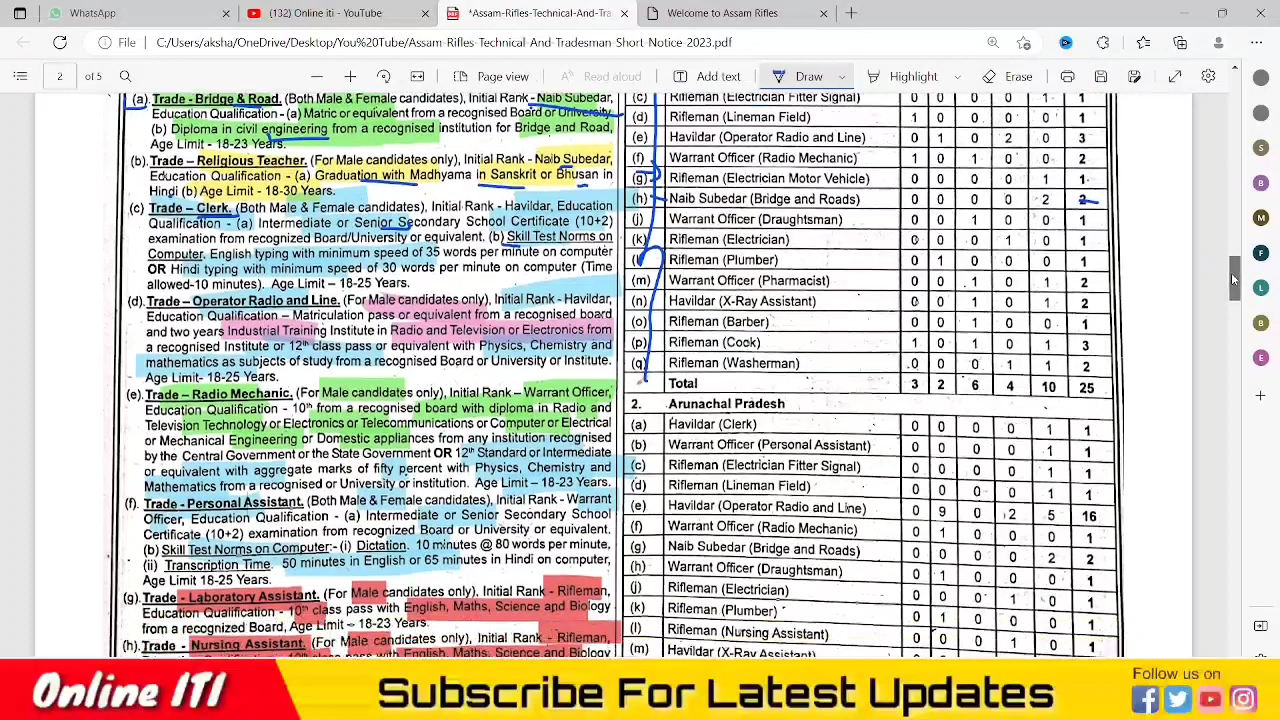 WhatsApp
(132) Online iti - YouTube
*Assam-Rifles-Technical-And-Tra
Welcome to Assam Rifles
File
C:/Users/aksha/OneDrive/Desktop/You%20Tube/Assam-Rifles-Technical-And-Tradesman-Short-Notice-2023.pdf
2 of 5
Page view
Read aloud
Add text
Draw
Highlight
Erase
(a). Trade - Bridge & Road. (Both Male & Female candidates), Initial Rank - Naib Subedar,
Education Qualification - (a) Matric or equivalent from a recognised Board or University.
(b) Diploma in civil engineering from a recognised institution for Bridge and Road,
Age Limit - 18-23 Years.
(b). Trade – Religious Teacher. (For Male candidates only), Initial Rank - Naib Subedar,
Education Qualification - (a) Graduation with Madhyama in Sanskrit or Bhusan in
Hindi (b) Age Limit - 18-30 Years.
(c). Trade – Clerk. (Both Male & Female candidates), Initial Rank - Havildar, Education
Qualification - (a) Intermediate or Senior Secondary School Certificate (10+2)
examination from recognized Board/University or equivalent. (b) Skill Test Norms on
Computer. English typing with minimum speed of 35 words per minute on computer
OR Hindi typing with minimum speed of 30 words per minute on computer (Time
allowed-10 minutes). Age Limit – 18-25 Years.
(d). Trade – Operator Radio and Line. (For Male candidates only), Initial Rank - Havildar,
Education Qualification – Matriculation pass or equivalent from a recognised board
and two years Industrial Training Institute in Radio and Television or Electronics from
a recognised Institute or 12th class pass or equivalent with Physics, Chemistry and
mathematics as subjects of study from a recognised Board or University or Institute.
Age Limit - 18-25 Years.
(e). Trade – Radio Mechanic. (For Male candidates only), Initial Rank – Warrant Officer,
Education Qualification - 10th from a recognised board with diploma in Radio and
Television Technology or Electronics or Telecommunications or Computer or Electrical
or Mechanical Engineering or Domestic appliances from any institution recognised
by the Central Government or the State Government OR 12th Standard or Intermediate
or equivalent with aggregate marks of fifty percent with Physics, Chemistry and
Mathematics from a recognised or University or institution. Age Limit – 18-23 Years.
(f). Trade - Personal Assistant. (Both Male & Female candidates), Initial Rank - Warrant
Officer, Education Qualification - (a) Intermediate or Senior Secondary School
Certificate (10+2) examination from recognized Board or University or equivalent.
(b) Skill Test Norms on Computer:- (i) Dictation. 10 minutes @ 80 words per minute,
(ii) Transcription Time. 50 minutes in English or 65 minutes in Hindi on computer,
Age Limit 18-25 Years.
(g). Trade - Laboratory Assistant. (For Male candidates only), Initial Rank - Rifleman,
Education Qualification - 10th class pass with English, Maths, Science and Biology
from a recognized Board, Age Limit – 18-23 Years.
(h). Trade - Nursing Assistant. (For Male candidates only), Initial Rank - Rifleman,
(c) Rifleman (Electrician Fitter Signal) 0 0 0 0 1 1
(d) Rifleman (Lineman Field) 1 0 0 0 0 1
(e) Havildar (Operator Radio and Line) 0 1 0 2 0 3
(f) Warrant Officer (Radio Mechanic) 1 0 1 0 0 2
(g) Rifleman (Electrician Motor Vehicle) 0 0 0 0 1 1
(h) Naib Subedar (Bridge and Roads) 0 0 0 0 2 2
(j) Warrant Officer (Draughtsman) 0 0 1 0 0 1
(k) Rifleman (Electrician) 0 0 0 1 0 1
Rifleman (Plumber) 0 1 0 0 0 1
(m) Warrant Officer (Pharmacist) 0 0 1 0 1 2
(n) Havildar (X-Ray Assistant) 0 0 1 0 1 2
(o) Rifleman (Barber) 0 0 1 0 0 1
(p) Rifleman (Cook) 1 0 1 0 1 3
(q) Rifleman (Washerman) 0 0 0 1 1 2
Total 3 2 6 4 10 25
2. Arunachal Pradesh
(a) Havildar (Clerk) 0 0 0 0 1 1
(b) Warrant Officer (Personal Assistant) 0 0 0 0 1 1
(c) Rifleman (Electrician Fitter Signal) 0 0 0 0 1 1
(d) Rifleman (Lineman Field) 0 0 0 0 1 1
(e) Havildar (Operator Radio and Line) 0 9 0 2 5 16
(f) Warrant Officer (Radio Mechanic) 0 1 0 0 0 1
(g) Naib Subedar (Bridge and Roads) 0 0 0 0 2 2
(h) Warrant Officer (Draughtsman) 0 1 0 0 0 1
(j) Rifleman (Electrician) 0 0 0 1 0 1
(k) Rifleman (Plumber) 0 1 0 0 0 1
(l) Rifleman (Nursing Assistant) 0 0 0 1 0 1
(m) Havildar (X-Ray Assistant)
Online ITI
Subscribe For Latest Updates
Follow us on